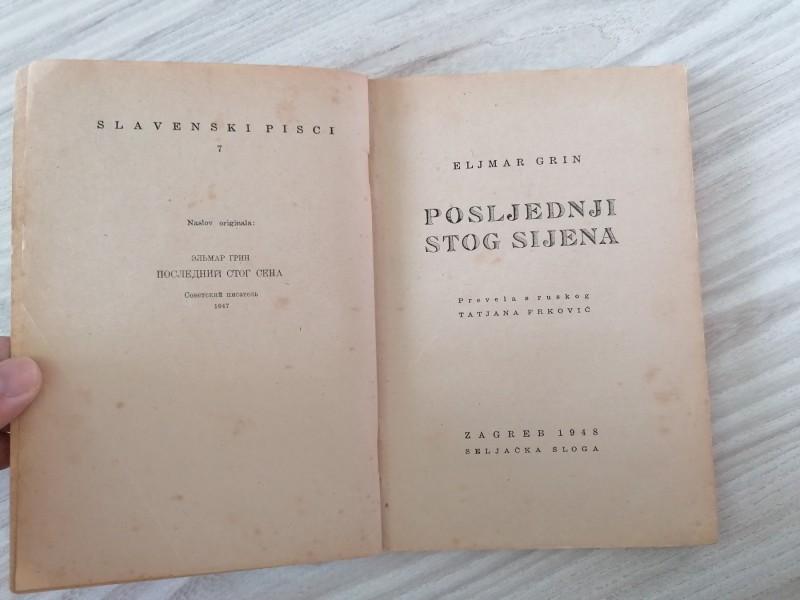 SLAVENSKI PISCI
7
Naslov originala:
ЭЛЬМАР ГРИН
ПОСЛЕДНИЙ СТОГ СЕНА
Советский писатель
1947
ELJMAR GRIN
POSLJEDNJI
STOG SIJENA
Prevela s ruskog
TATJANA FRKOVIĆ
ZAGREB 1948
SELJAČKA SLOGA